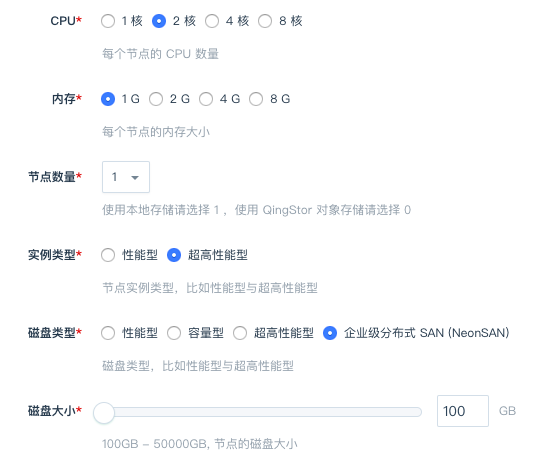 CPU* 1 核 2 核 4 核 8 核
每个节点的 CPU 数量
内存* 1 G 2 G 4 G 8 G
每个节点的内存大小
节点数量* 1
使用本地存储请选择 1 ，使用 QingStor 对象存储请选择 0
实例类型* 性能型 超高性能型
节点实例类型，比如性能型与超高性能型
磁盘类型* 性能型 容量型 超高性能型 企业级分布式 SAN (NeonSAN)
磁盘类型，比如性能型与超高性能型
磁盘大小* 100 GB
100GB - 50000GB, 节点的磁盘大小